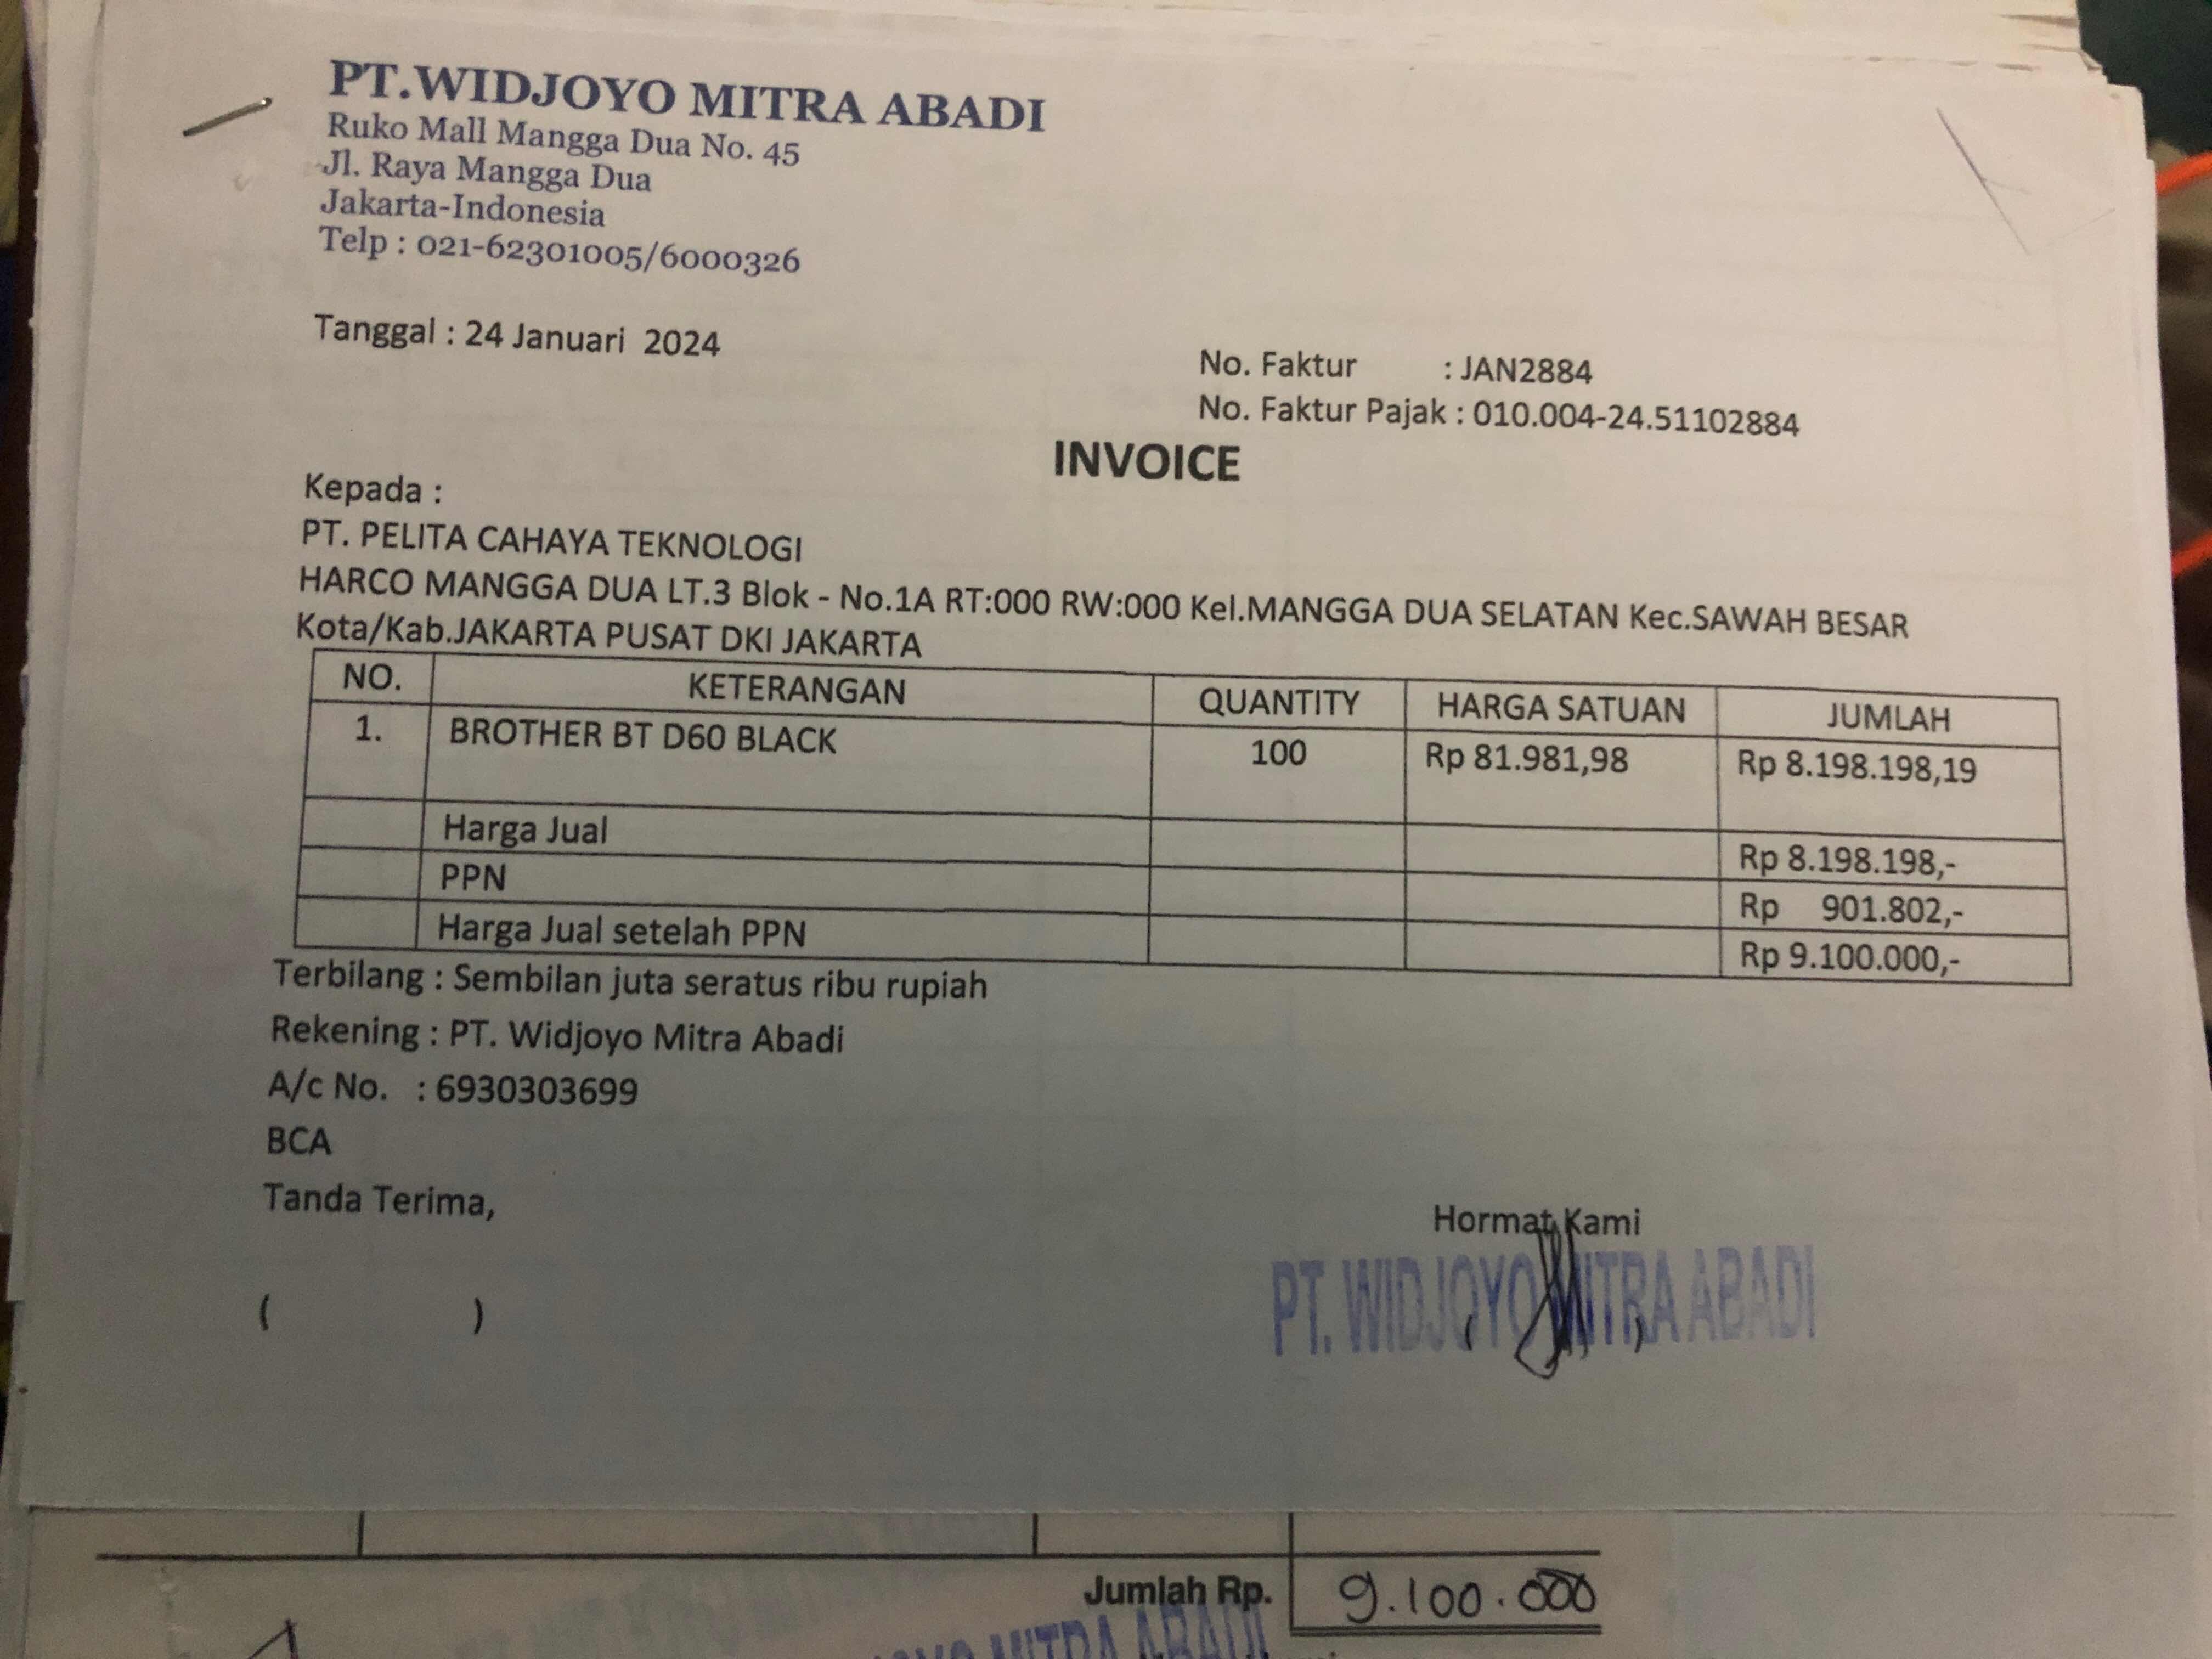 PT.WIDJOYO MITRA ABADI
Ruko Mall Mangga Dua No. 45
Jl. Raya Mangga Dua
Jakarta-Indonesia
Telp : 021-62301005/6000326
Tanggal : 24 Januari 2024
No. Faktur : JAN2884
No. Faktur Pajak : 010.004-24.51102884
INVOICE
Kepada :
PT. PELITA CAHAYA TEKNOLOGI
HARCO MANGGA DUA LT.3 Blok - No.1A RT:000 RW:000 Kel.MANGGA DUA SELATAN Kec.SAWAH BESAR
Kota/Kab.JAKARTA PUSAT DKI JAKARTA
NO. KETERANGAN QUANTITY HARGA SATUAN JUMLAH
1. BROTHER BT D60 BLACK 100 Rp 81.981,98 Rp 8.198.198,19
Harga Jual Rp 8.198.198,-
PPN Rp 901.802,-
Harga Jual setelah PPN Rp 9.100.000,-
Terbilang : Sembilan juta seratus ribu rupiah
Rekening : PT. Widjoyo Mitra Abadi
A/c No. : 6930303699
BCA
Tanda Terima,
Hormat Kami
( )
PT. WIDJOYO MITRA ABADI
( )
Jumlah Rp. 9.100.000
MITRA ABADI